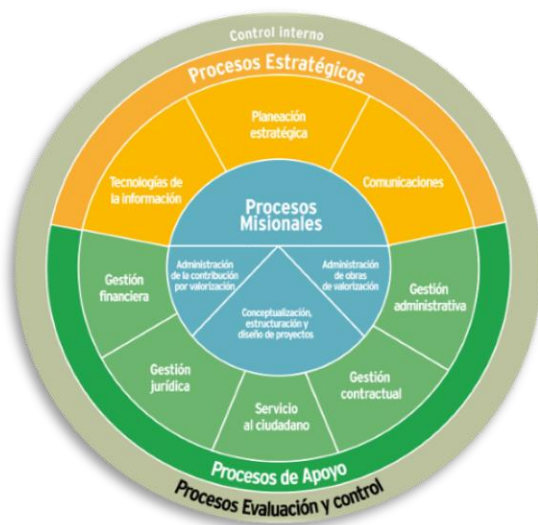 Control interno
Procesos Estratégicos
Planeación
estratégica
Tecnologías de
la información
Comunicaciones
Procesos
Misionales
Administración
de la contribución
por valorización
Administración
de obras
de valorización
Conceptualización,
estructuración y
diseño de proyectos
Gestión
financiera
Gestión
administrativa
Gestión
jurídica
Gestión
contractual
Servicio
al ciudadano
Procesos de Apoyo
Procesos Evaluación y control